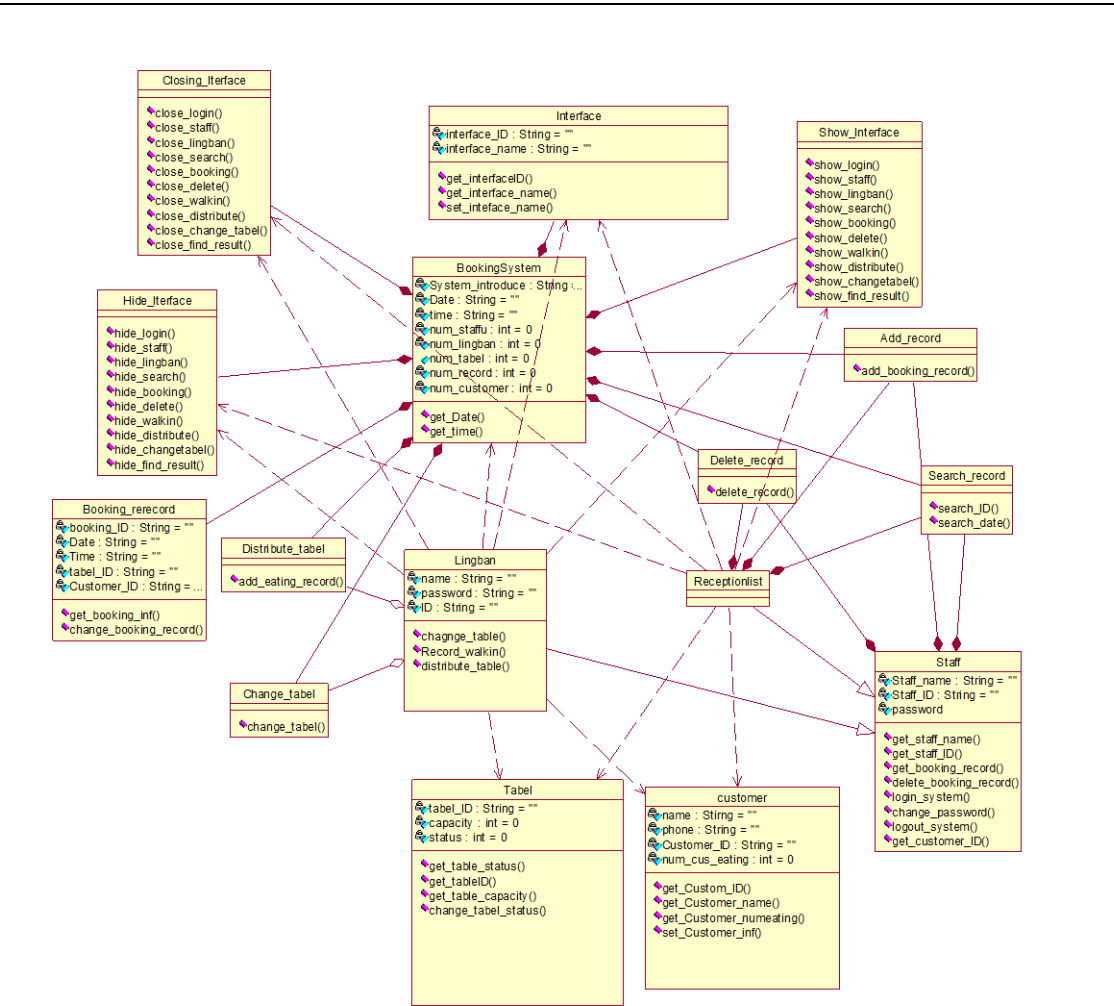 Closing_Iterface
close_login()
close_staff()
close_lingban()
close_search()
close_booking()
close_delete()
close_walkin()
close_distribute()
close_change_tabel()
close_find_result()
Interface
interface_ID : String = ""
interface_name : String = ""
get_interfaceID()
get_interface_name()
set_inteface_name()
Show_Interface
show_login()
show_staff()
show_lingban()
show_search()
show_booking()
show_delete()
show_walkin()
show_distribute()
show_changetabel()
show_find_result()
BookingSystem
System_introduce : String :...
Date : String = ""
time : String = ""
num_staffu : int = 0
num_lingban : int = 0
num_tabel : int = 0
num_record : int = 0
num_customer : int = 0
get_Date()
get_time()
Hide_Iterface
hide_login()
hide_staff()
hide_lingban()
hide_search()
hide_booking()
hide_delete()
hide_walkin()
hide_distribute()
hide_changetabel()
hide_find_result()
Add_record
add_booking_record()
Delete_record
delete_record()
Search_record
search_ID()
search_date()
Booking_rerecord
booking_ID : String = ""
Date : String = ""
Time : String = ""
tabel_ID : String = ""
Customer_ID : String = ...
get_booking_inf()
change_booking_record()
Distribute_tabel
add_eating_record()
Lingban
name : String = ""
password : String = ""
ID : String = ""
chagnge_table()
Record_walkin()
distribute_table()
Receptionlist
Change_tabel
change_tabel()
Staff
Staff_name : String = ""
Staff_ID : String = ""
password
get_staff_name()
get_staff_ID()
get_booking_record()
delete_booking_record()
login_system()
change_password()
logout_system()
get_customer_ID()
Tabel
tabel_ID : String = ""
capacity : int = 0
status : int = 0
get_table_status()
get_tableID()
get_table_capacity()
change_tabel_status()
customer
name : Stirng = ""
phone : String = ""
Customer_ID : String = ""
num_cus_eating : int = 0
get_Custom_ID()
get_Customer_name()
get_Customer_numeating()
set_Customer_inf()